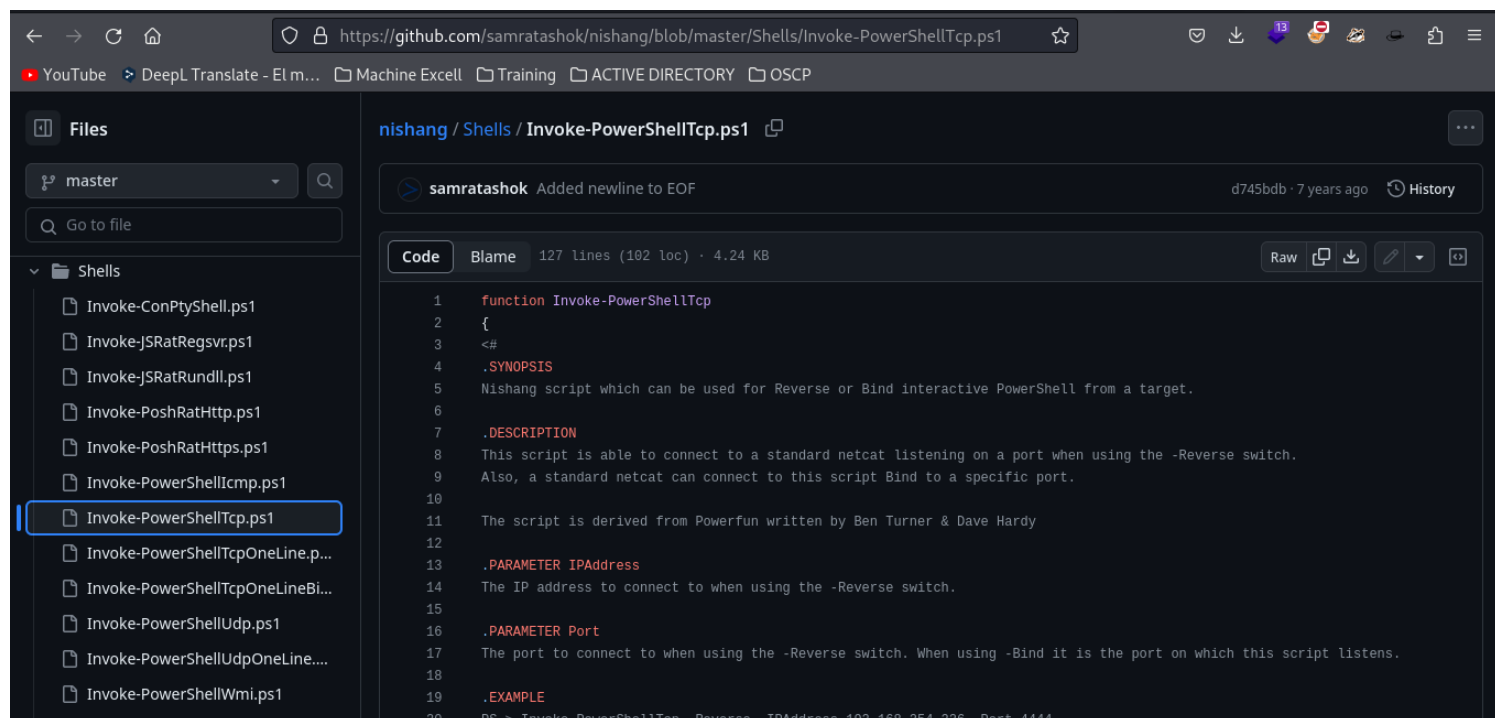 https://github.com/samratashok/nishang/blob/master/Shells/Invoke-PowerShellTcp.ps1
13
YouTube DeepL Translate - El m... Machine Excell Training ACTIVE DIRECTORY OSCP
Files
master
Go to file
Shells
Invoke-ConPtyShell.ps1
Invoke-JSRatRegsvr.ps1
Invoke-JSRatRundll.ps1
Invoke-PoshRatHttp.ps1
Invoke-PoshRatHttps.ps1
Invoke-PowerShellIcmp.ps1
Invoke-PowerShellTcp.ps1
Invoke-PowerShellTcpOneLine.p...
Invoke-PowerShellTcpOneLineBi...
Invoke-PowerShellUdp.ps1
Invoke-PowerShellUdpOneLine....
Invoke-PowerShellWmi.ps1
nishang / Shells / Invoke-PowerShellTcp.ps1
samratashok Added newline to EOF d745bdb · 7 years ago History
Code Blame 127 lines (102 loc) · 4.24 KB Raw
1 function Invoke-PowerShellTcp
2 {
3 <#
4 .SYNOPSIS
5 Nishang script which can be used for Reverse or Bind interactive PowerShell from a target.
6
7 .DESCRIPTION
8 This script is able to connect to a standard netcat listening on a port when using the -Reverse switch.
9 Also, a standard netcat can connect to this script Bind to a specific port.
10
11 The script is derived from Powerfun written by Ben Turner & Dave Hardy
12
13 .PARAMETER IPAddress
14 The IP address to connect to when using the -Reverse switch.
15
16 .PARAMETER Port
17 The port to connect to when using the -Reverse switch. When using -Bind it is the port on which this script listens.
18
19 .EXAMPLE